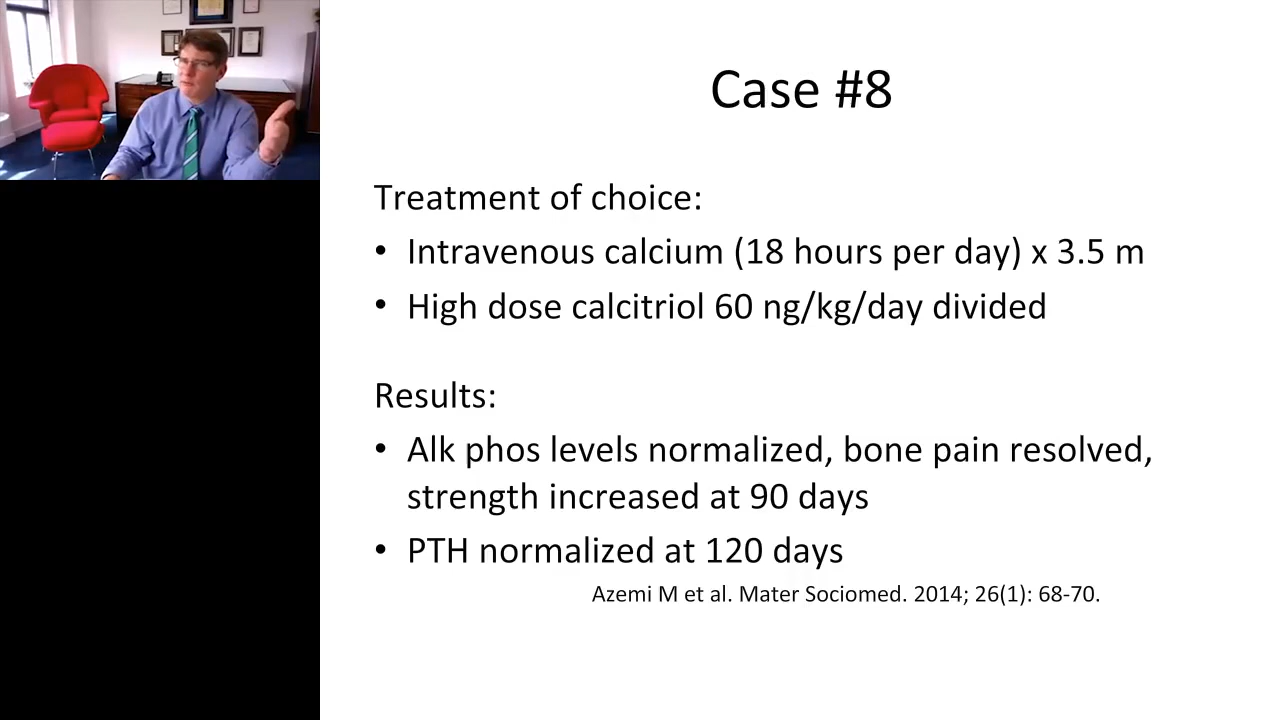 Case #8
Treatment of choice:
• Intravenous calcium (18 hours per day) x 3.5 m
• High dose calcitriol 60 ng/kg/day divided
Results:
• Alk phos levels normalized, bone pain resolved,
strength increased at 90 days
• PTH normalized at 120 days
Azemi M et al. Mater Sociomed. 2014; 26(1): 68-70.